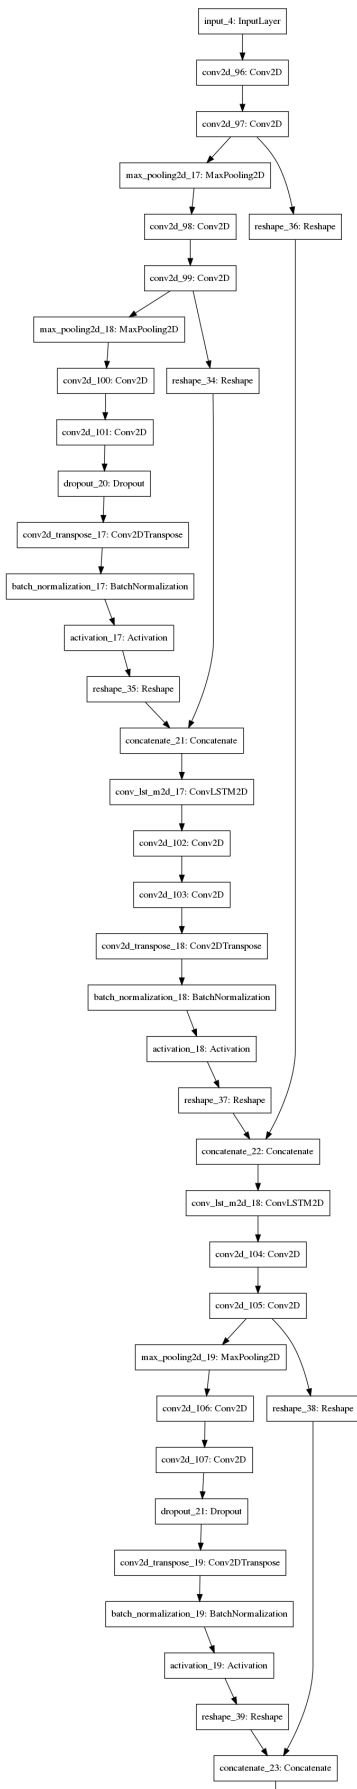 input_4: InputLayer
conv2d_96: Conv2D
conv2d_97: Conv2D
max_pooling2d_17: MaxPooling2D
conv2d_98: Conv2D
reshape_36: Reshape
conv2d_99: Conv2D
max_pooling2d_18: MaxPooling2D
conv2d_100: Conv2D
reshape_34: Reshape
conv2d_101: Conv2D
dropout_20: Dropout
conv2d_transpose_17: Conv2DTranspose
batch_normalization_17: BatchNormalization
activation_17: Activation
reshape_35: Reshape
concatenate_21: Concatenate
conv_lst_m2d_17: ConvLSTM2D
conv2d_102: Conv2D
conv2d_103: Conv2D
conv2d_transpose_18: Conv2DTranspose
batch_normalization_18: BatchNormalization
activation_18: Activation
reshape_37: Reshape
concatenate_22: Concatenate
conv_lst_m2d_18: ConvLSTM2D
conv2d_104: Conv2D
conv2d_105: Conv2D
max_pooling2d_19: MaxPooling2D
conv2d_106: Conv2D
reshape_38: Reshape
conv2d_107: Conv2D
dropout_21: Dropout
conv2d_transpose_19: Conv2DTranspose
batch_normalization_19: BatchNormalization
activation_19: Activation
reshape_39: Reshape
concatenate_23: Concatenate